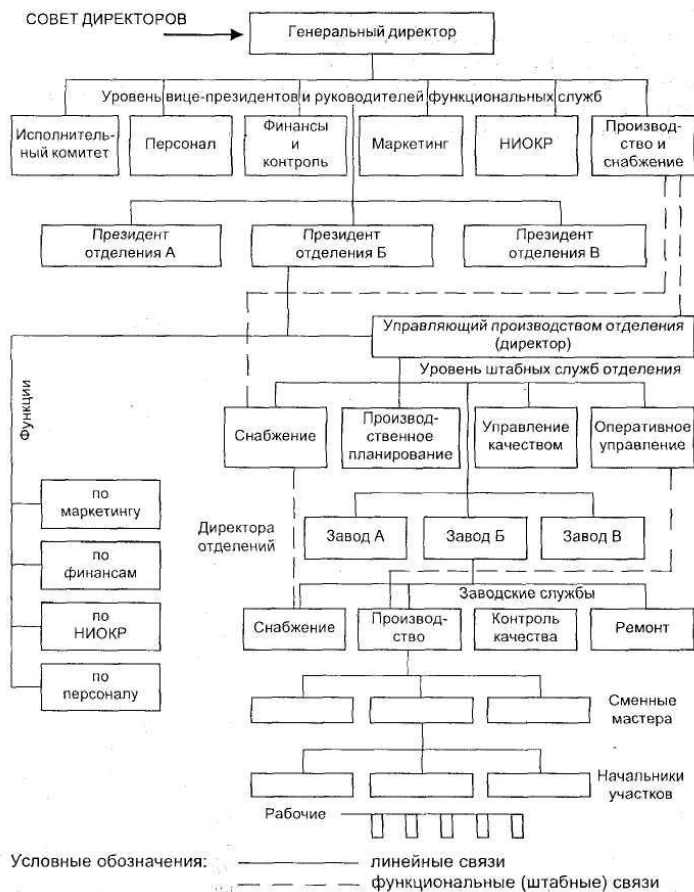 СОВЕТ ДИРЕКТОРОВ
Генеральный директор
Уровень вице-президентов и руководителей функциональных служб
Исполнитель-
ный комитет
Персонал
Финансы
и
контроль
Маркетинг
НИОКР
Производ-
ство и
снабжение
Президент
отделения А
Президент
отделения Б
Президент
отделения В
Управляющий производством отделения
(директор)
Уровень штабных служб отделения
Функции
Снабжение
Производ-
ственное
планирование
Управление
качеством
Оперативное
управление
по
маркетингу
по
финансам
по
НИОКР
по
персоналу
Директора
отделений
Завод А
Завод Б
Завод В
Заводские службы
Снабжение
Производ-
ство
Контроль
качества
Ремонт
Сменные
мастера
Начальники
участков
Рабочие
Условные обозначения:
линейные связи
функциональные (штабные) связи